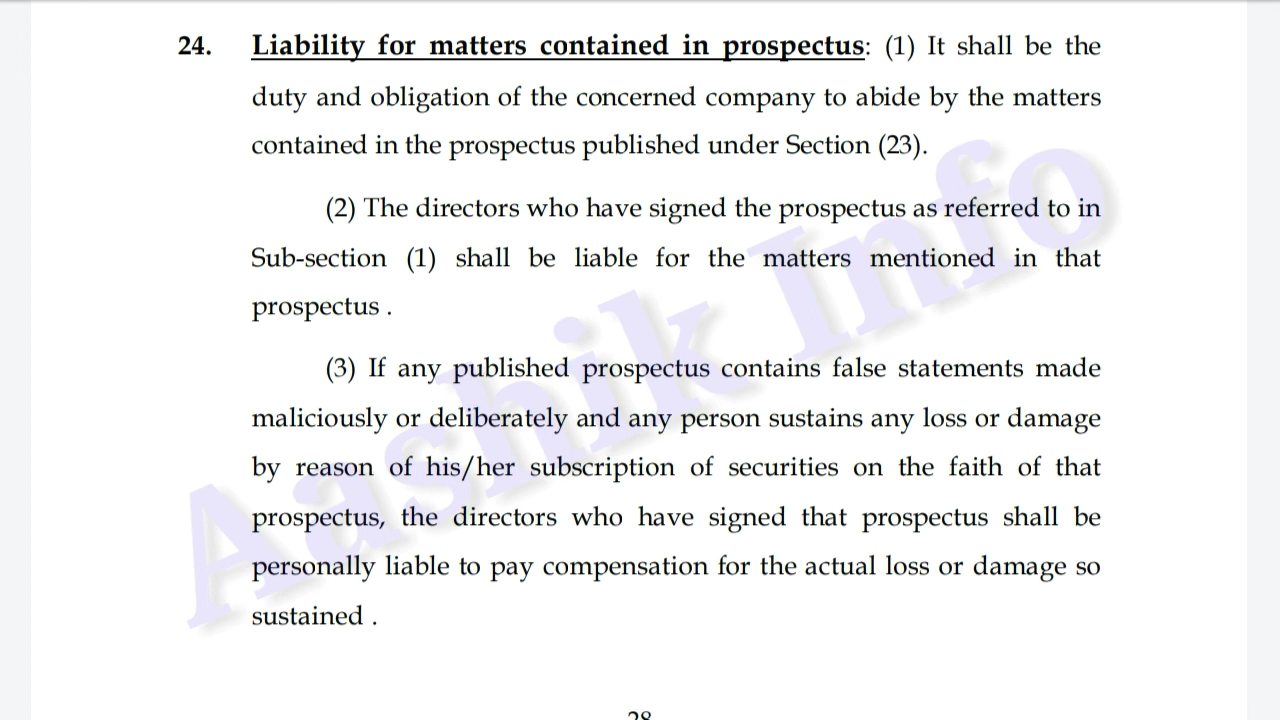 24. Liability for matters contained in prospectus: (1) It shall be the
duty and obligation of the concerned company to abide by the matters
contained in the prospectus published under Section (23).
(2) The directors who have signed the prospectus as referred to in
Sub-section (1) shall be liable for the matters mentioned in that
prospectus .
(3) If any published prospectus contains false statements made
maliciously or deliberately and any person sustains any loss or damage
by reason of his/her subscription of securities on the faith of that
prospectus, the directors who have signed that prospectus shall be
personally liable to pay compensation for the actual loss or damage so
sustained .
Aashik Info